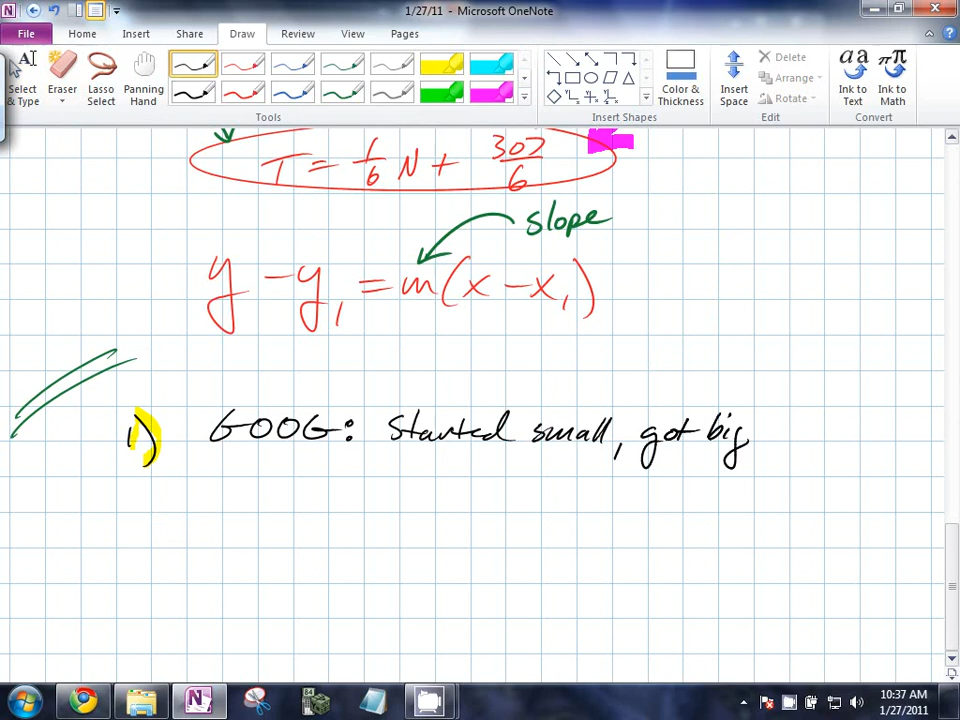 1/27/11 - Microsoft OneNote
File Home Insert Share Draw Review View Pages
Select & Type
Eraser
Lasso Select
Panning Hand
Color & Thickness
Insert Space
Delete
Arrange
Rotate
Ink to Text
Ink to Math
Tools Insert Shapes Edit Convert
T = 1/6 N + 307/6
slope
y - y₁ = m(x - x₁)
1) GOOG: Started small, got big
10:37 AM
1/27/2011